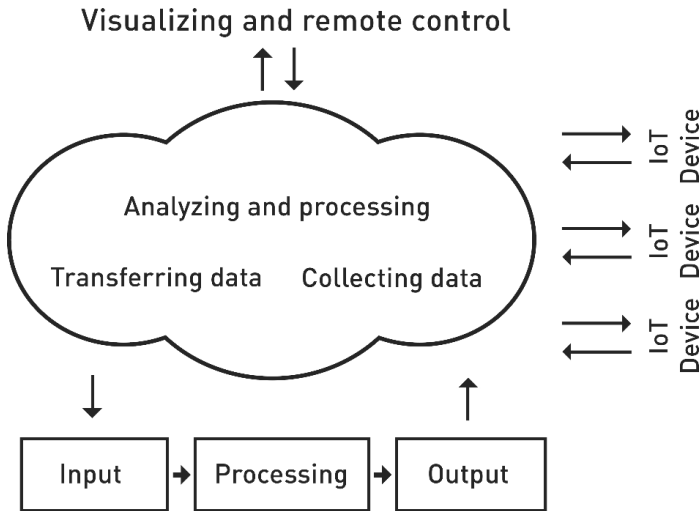 Visualizing and remote control
Analyzing and processing
Transferring data
Collecting data
IoT
Device
IoT
Device
IoT
Device
Input
Processing
Output